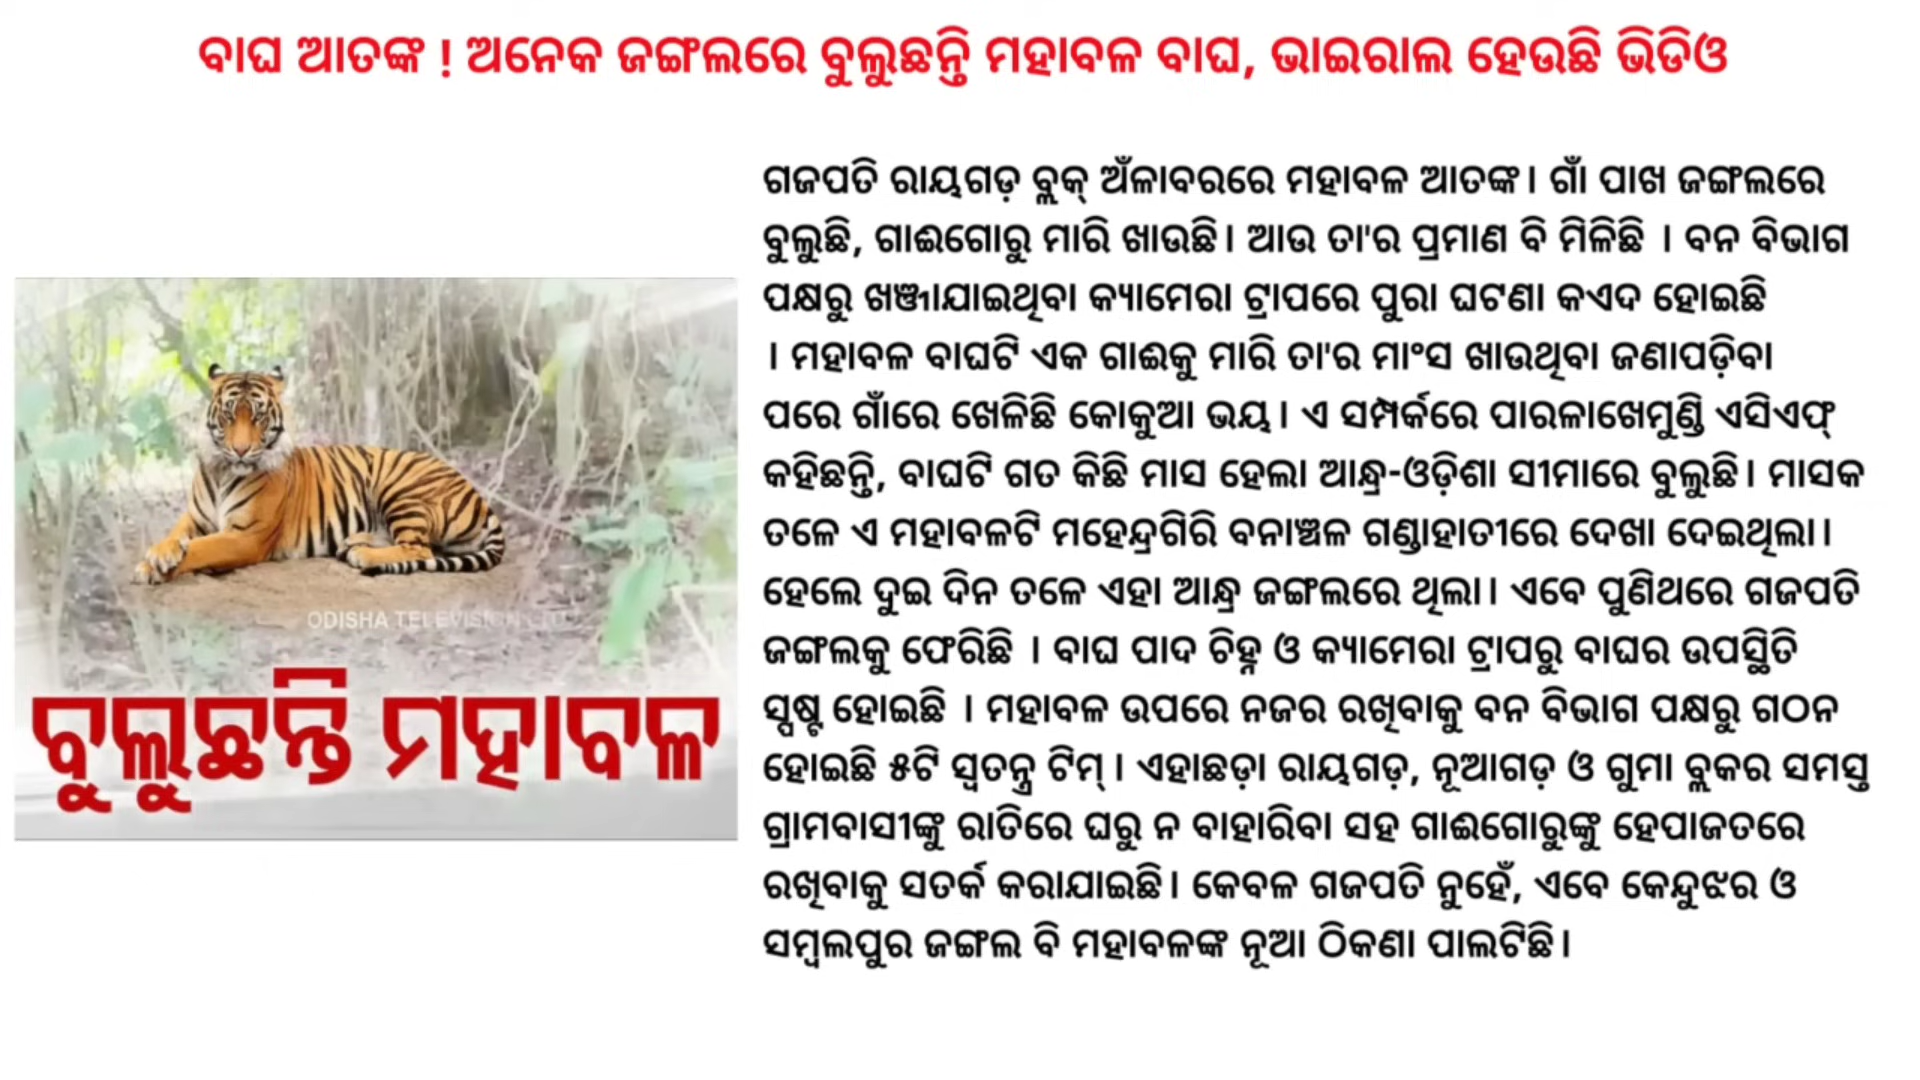 ବାଘ ଆତଙ୍କ ! ଅନେକ ଜଙ୍ଗଲରେ ବୁଲୁଛନ୍ତି ମହାବଳ ବାଘ, ଭାଇରାଲ ହେଉଛି ଭିଡିଓ
ଗଜପତି ରାୟଗଡ଼ ବ୍ଲକ୍ ଅଁଳାବରରେ ମହାବଳ ଆତଙ୍କ। ଗାଁ ପାଖ ଜଙ୍ଗଲରେ
ବୁଲୁଛି, ଗାଈଗୋରୁ ମାରି ଖାଉଛି। ଆଉ ତା'ର ପ୍ରମାଣ ବି ମିଳିଛି । ବନ ବିଭାଗ
ପକ୍ଷରୁ ଖଞ୍ଜାଯାଇଥିବା କ୍ୟାମେରା ଟ୍ରାପରେ ପୁରା ଘଟଣା କଏଦ ହୋଇଛି
। ମହାବଳ ବାଘଟି ଏକ ଗାଈକୁ ମାରି ତା'ର ମାଂସ ଖାଉଥିବା ଜଣାପଡ଼ିବା
ପରେ ଗାଁରେ ଖେଳିଛି କୋକୁଆ ଭୟ। ଏ ସମ୍ପର୍କରେ ପାରଳାଖେମୁଣ୍ଡି ଏସିଏଫ୍
କହିଛନ୍ତି, ବାଘଟି ଗତ କିଛି ମାସ ହେଲା ଆନ୍ଧ୍ର-ଓଡ଼ିଶା ସୀମାରେ ବୁଲୁଛି। ମାସକ
ତଳେ ଏ ମହାବଳଟି ମହେନ୍ଦ୍ରଗିରି ବନାଞ୍ଚଳ ଗଣ୍ଡାହାତୀରେ ଦେଖା ଦେଇଥିଲା।
ହେଲେ ଦୁଇ ଦିନ ତଳେ ଏହା ଆନ୍ଧ୍ର ଜଙ୍ଗଲରେ ଥିଲା। ଏବେ ପୁଣିଥରେ ଗଜପତି
ଜଙ୍ଗଲକୁ ଫେରିଛି । ବାଘ ପାଦ ଚିହ୍ନ ଓ କ୍ୟାମେରା ଟ୍ରାପରୁ ବାଘର ଉପସ୍ଥିତି
ସ୍ପଷ୍ଟ ହୋଇଛି । ମହାବଳ ଉପରେ ନଜର ରଖିବାକୁ ବନ ବିଭାଗ ପକ୍ଷରୁ ଗଠନ
ହୋଇଛି ୫ଟି ସ୍ୱତନ୍ତ୍ର ଟିମ୍। ଏହାଛଡ଼ା ରାୟଗଡ଼, ନୂଆଗଡ଼ ଓ ଗୁମା ବ୍ଲକର ସମସ୍ତ
ଗ୍ରାମବାସୀଙ୍କୁ ରାତିରେ ଘରୁ ନ ବାହାରିବା ସହ ଗାଈଗୋରୁଙ୍କୁ ହେପାଜତରେ
ରଖିବାକୁ ସତର୍କ କରାଯାଇଛି। କେବଳ ଗଜପତି ନୁହେଁ, ଏବେ କେନ୍ଦୁଝର ଓ
ସମ୍ବଲପୁର ଜଙ୍ଗଲ ବି ମହାବଳଙ୍କ ନୂଆ ଠିକଣା ପାଲଟିଛି।
ODISHA TELEVISION LTD
ବୁଲୁଛନ୍ତି ମହାବଳ